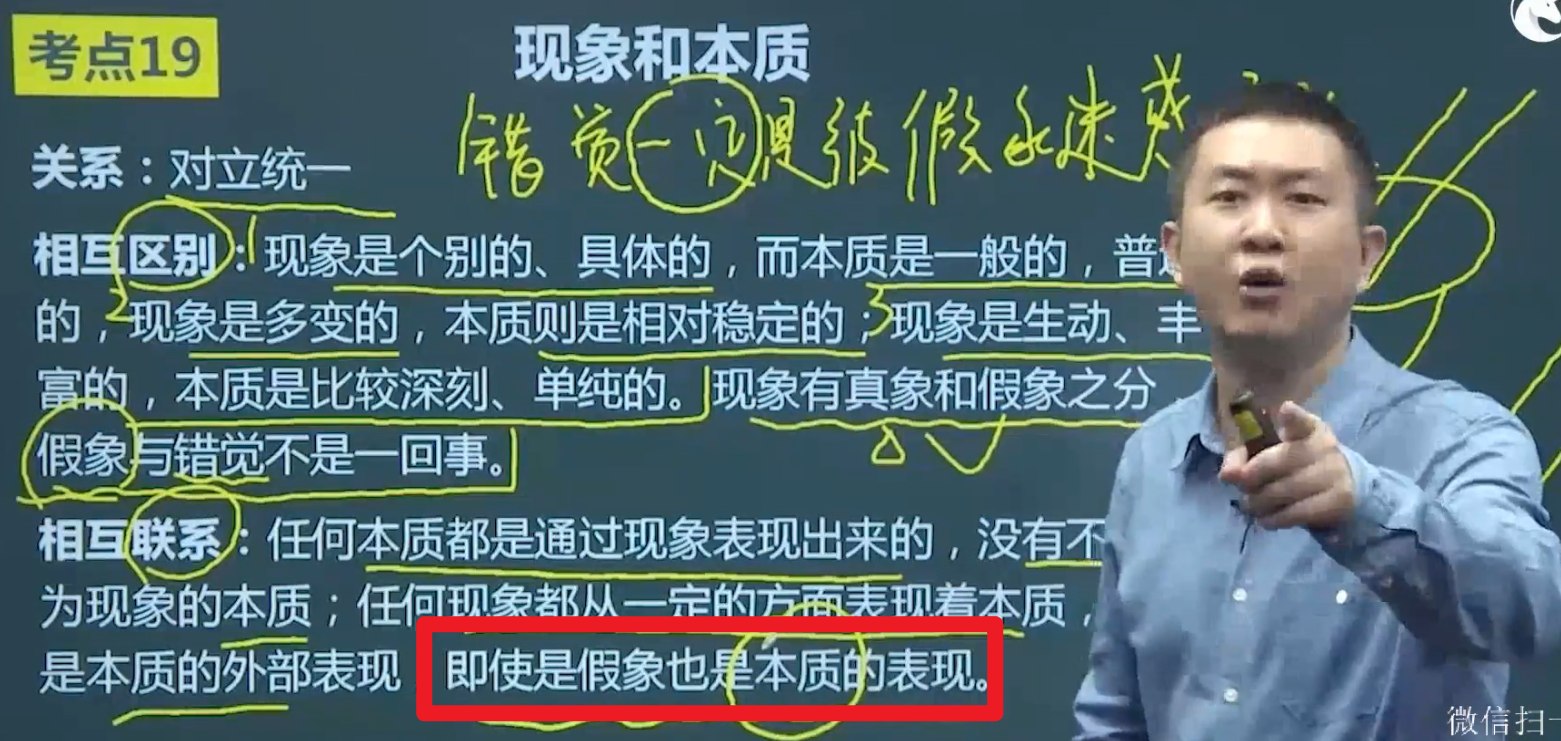 考点19
现象和本质
错觉一定是被假象迷惑
关系：对立统一
相互区别：现象是个别的、具体的，而本质是一般的，普
的，现象是多变的，本质则是相对稳定的；现象是生动、丰
富的，本质是比较深刻、单纯的。现象有真象和假象之分
假象与错觉不是一回事。
相互联系：任何本质都是通过现象表现出来的，没有不
为现象的本质；任何现象都从一定的方面表现着本质，
是本质的外部表现 即使是假象也是本质的表现。
微信扫一